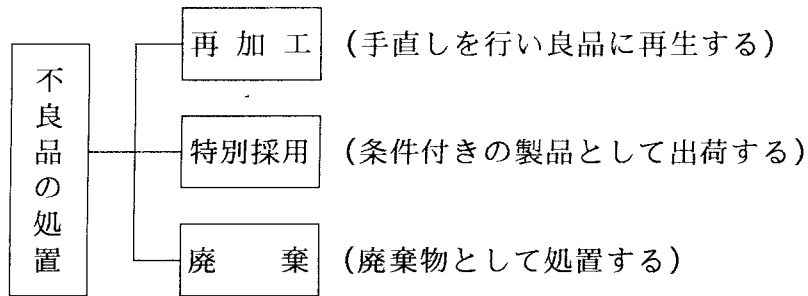 不良品の処置
再加工 (手直しを行い良品に再生する)
特別採用 (条件付きの製品として出荷する)
廃棄 (廃棄物として処置する)